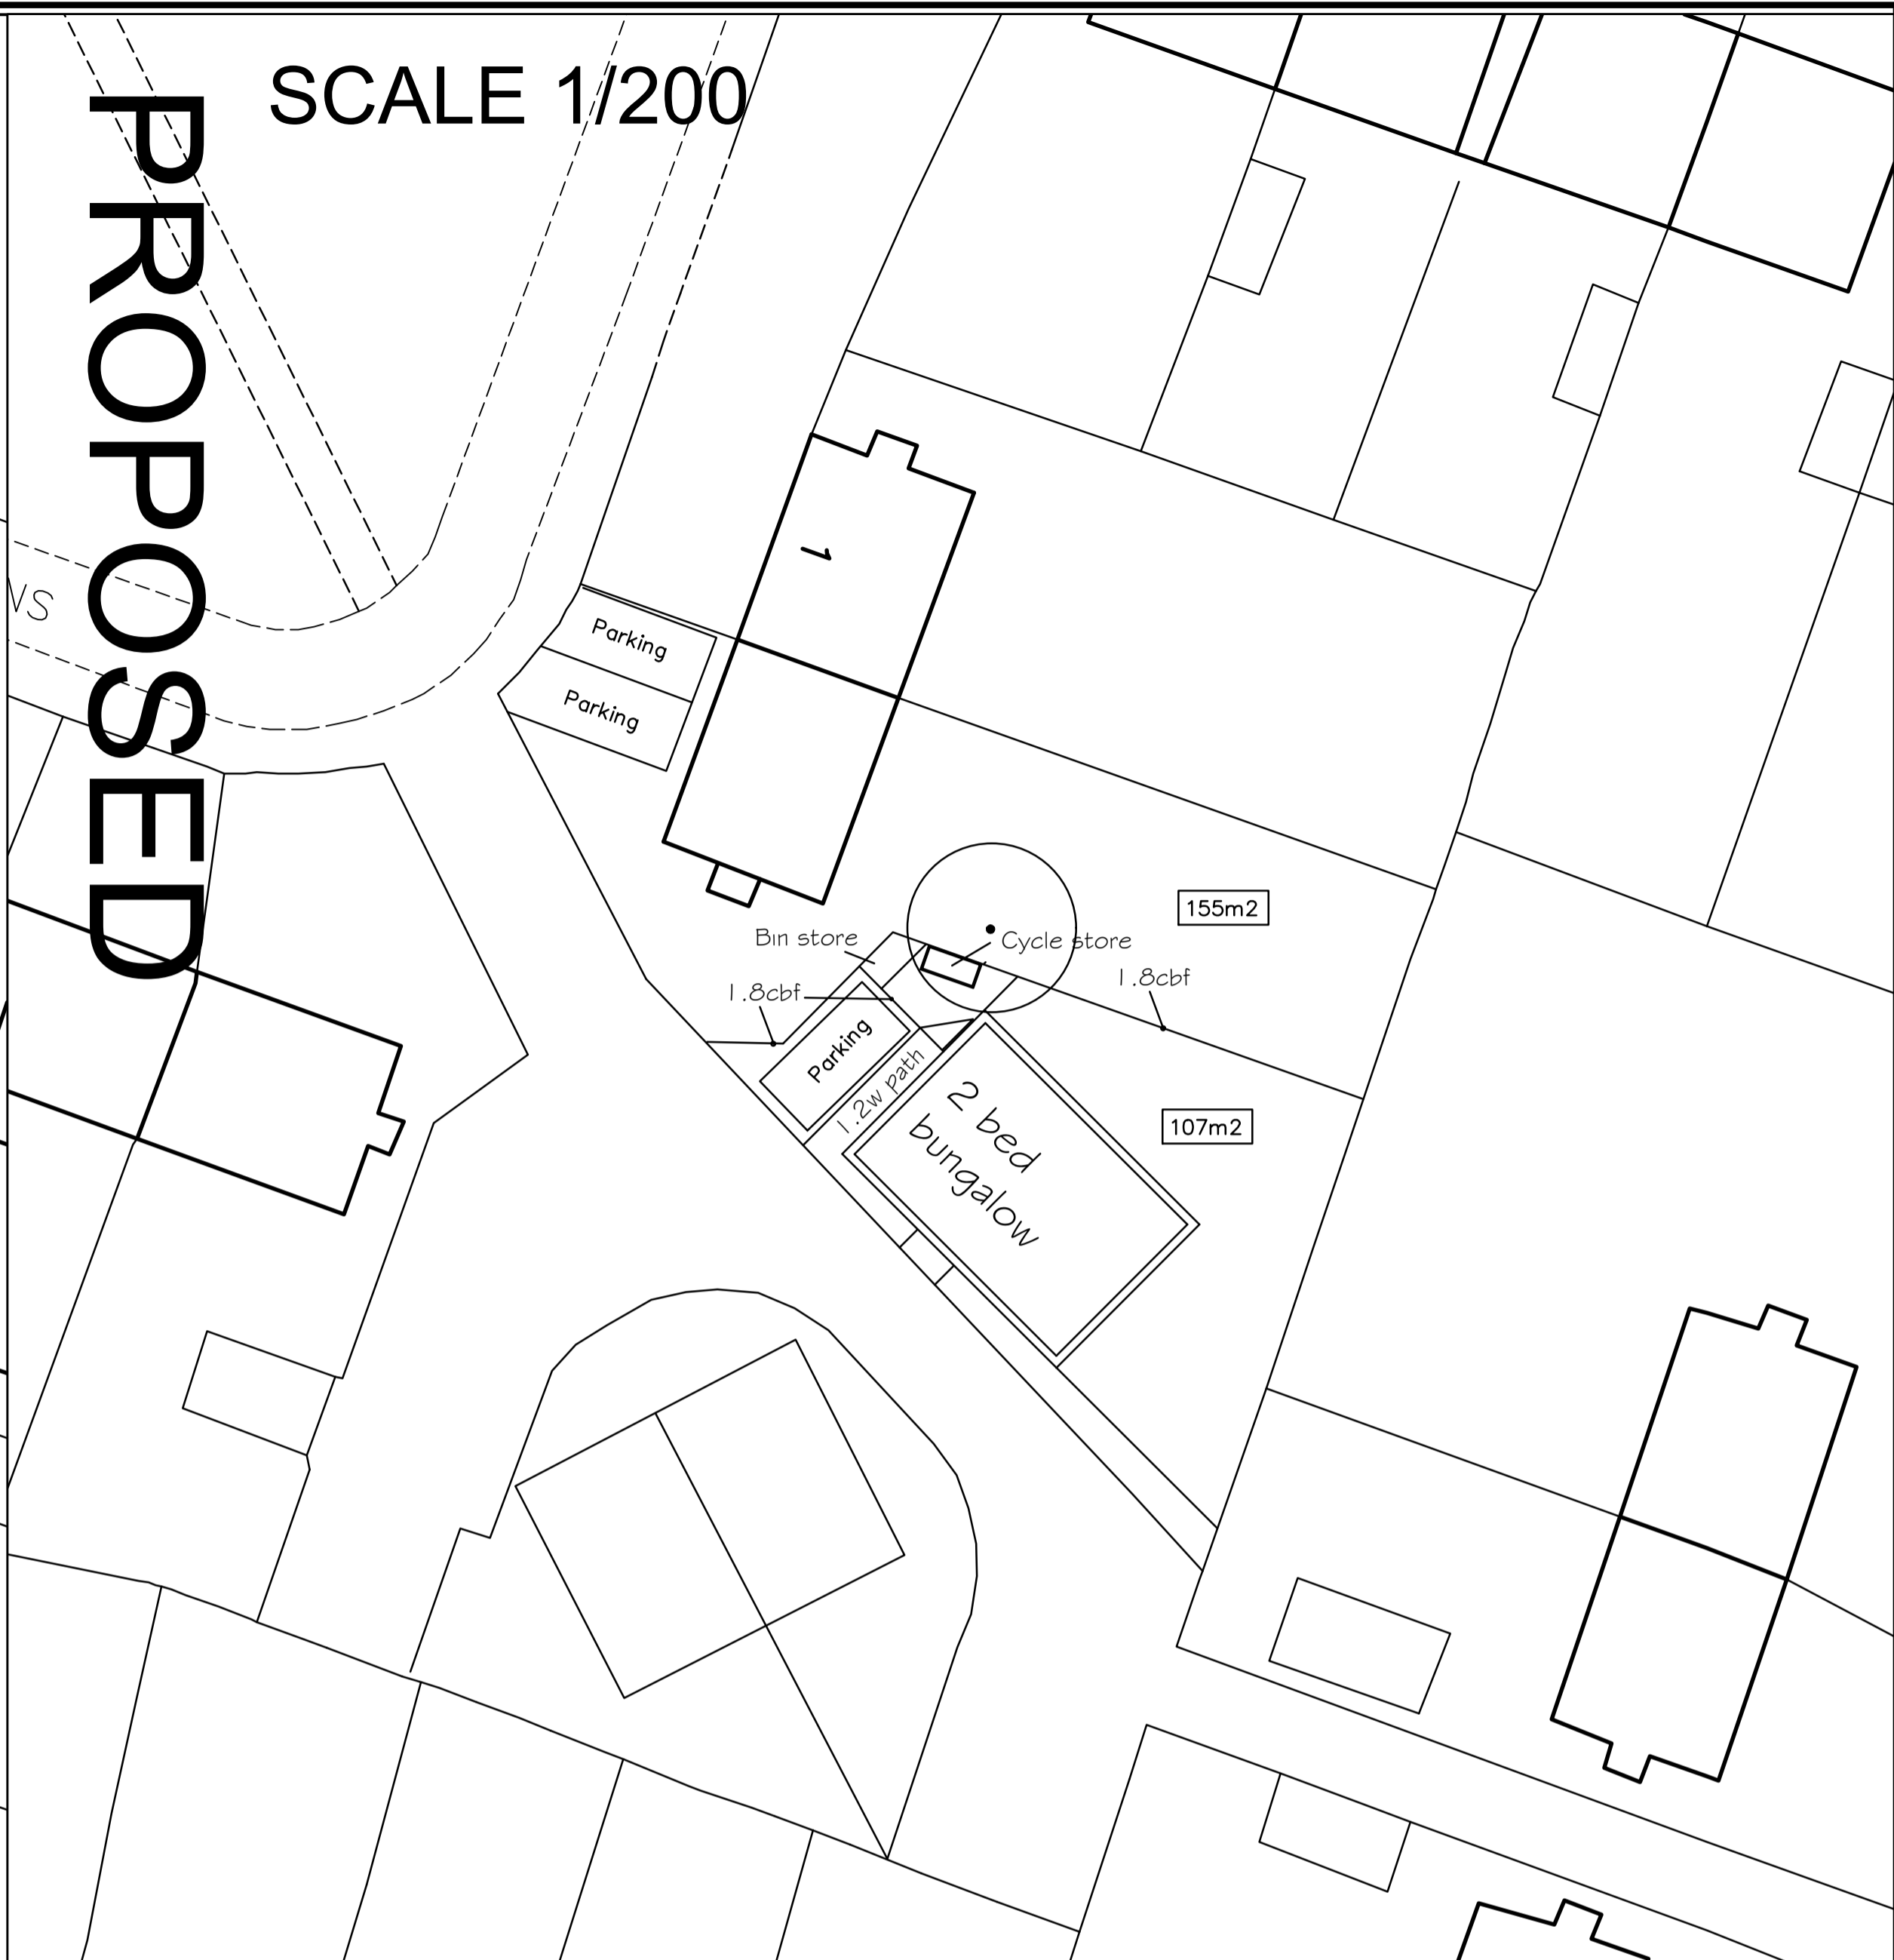 SCALE 1/200
PROPOSED
1
Parking
Parking
155m2
Bin store
Cycle store
1.8cbf
1.8cbf
Parking
1.2w path
2 bed
bungalow
107m2